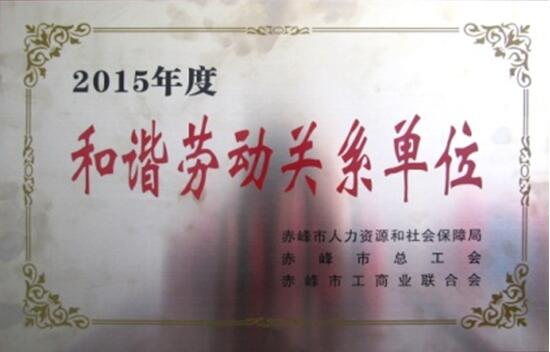 2015年度
和谐劳动关系单位
赤峰市人力资源和社会保障局
赤峰市总工会
赤峰市工商业联合会